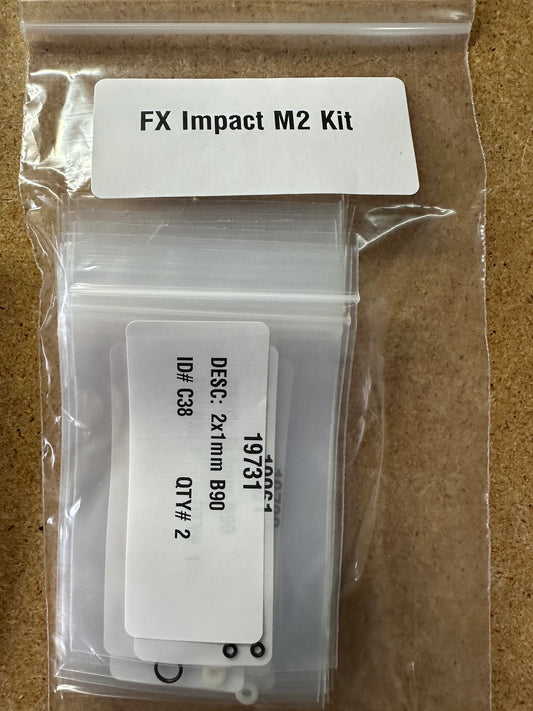 FX Impact M2 Kit
19731
DESC: 2x1mm B90
ID# C38 QTY# 2